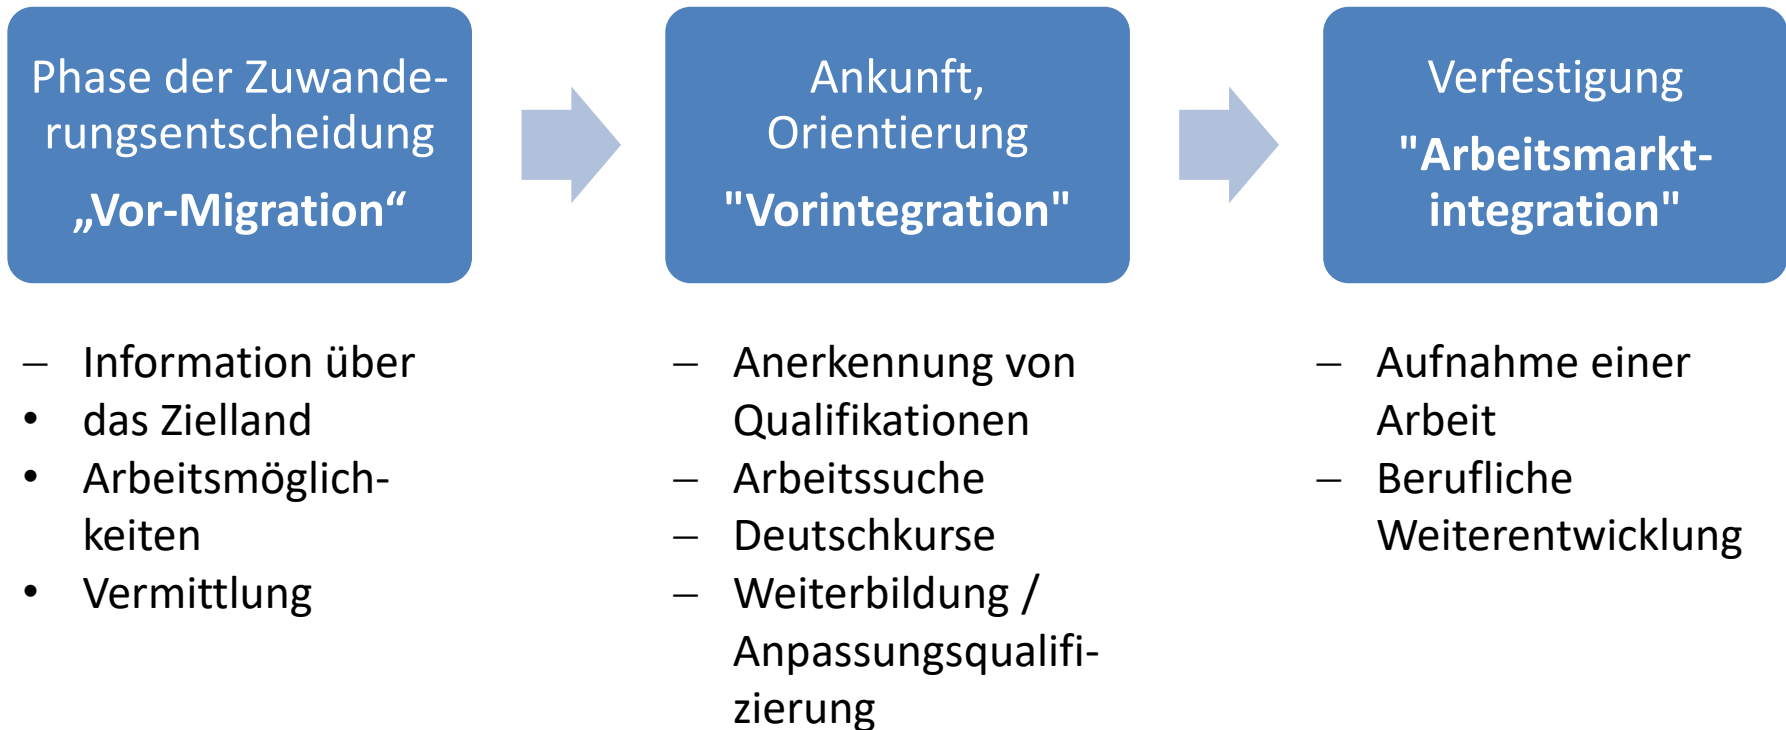 Phase der Zuwande-
rungsentscheidung
„Vor-Migration“
Ankunft,
Orientierung
"Vorintegration"
Verfestigung
"Arbeitsmarkt-
integration"
– Information über
• das Zielland
• Arbeitsmöglich-
keiten
• Vermittlung
– Anerkennung von
Qualifikationen
– Arbeitssuche
– Deutschkurse
– Weiterbildung /
Anpassungsqualifi-
zierung
– Aufnahme einer
Arbeit
– Berufliche
Weiterentwicklung